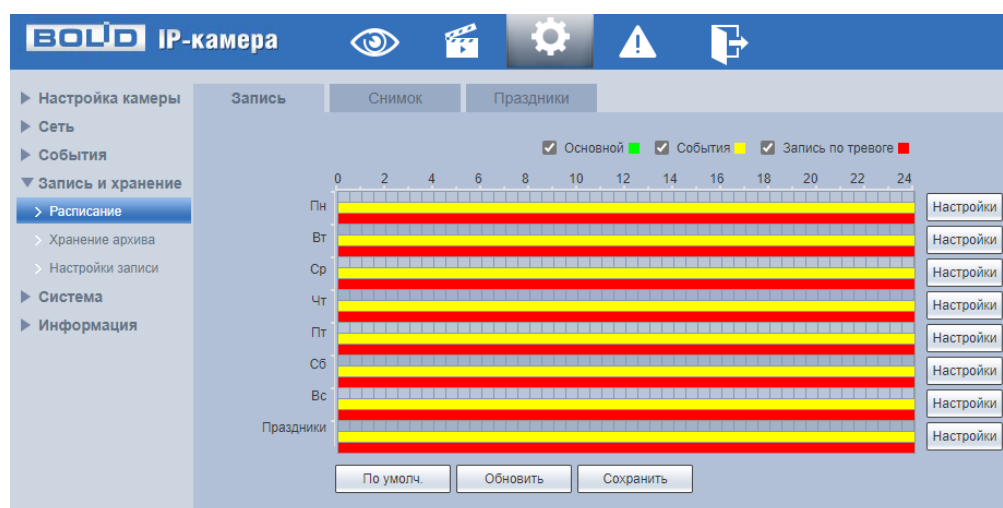 BOLID IP-камера
Настройка камеры
Сеть
События
Запись и хранение
Расписание
Хранение архива
Настройки записи
Система
Информация
Запись Снимок Праздники
Основной События Запись по тревоге
0 2 4 6 8 10 12 14 16 18 20 22 24
Пн Настройки
Вт Настройки
Ср Настройки
Чт Настройки
Пт Настройки
Сб Настройки
Вс Настройки
Праздники Настройки
По умолч. Обновить Сохранить